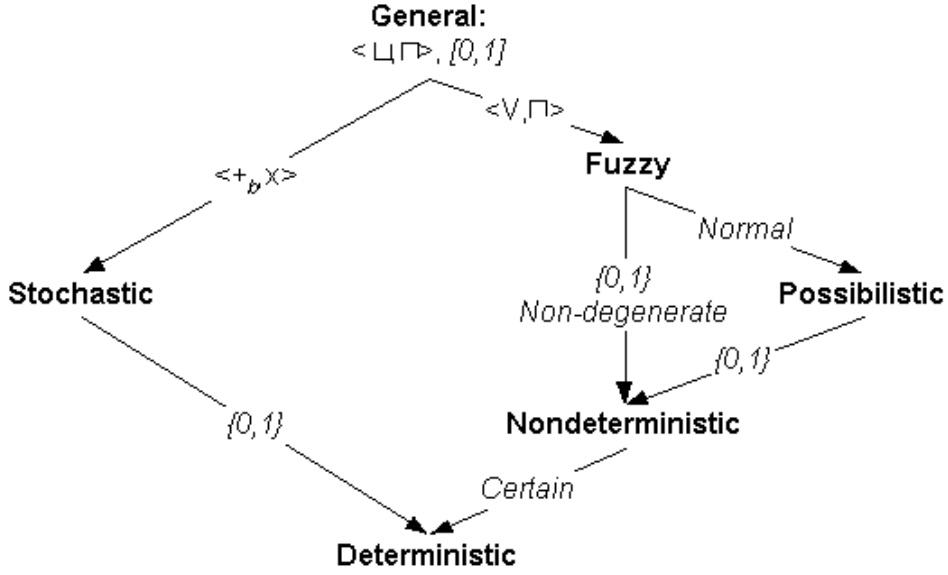 General:
<⊔,⊓>, [0,1]
<V,⊓>
Fuzzy
<+b,×>
Normal
{0,1}
Non-degenerate
Stochastic
Possibilistic
{0,1}
Nondeterministic
{0,1}
Certain
Deterministic